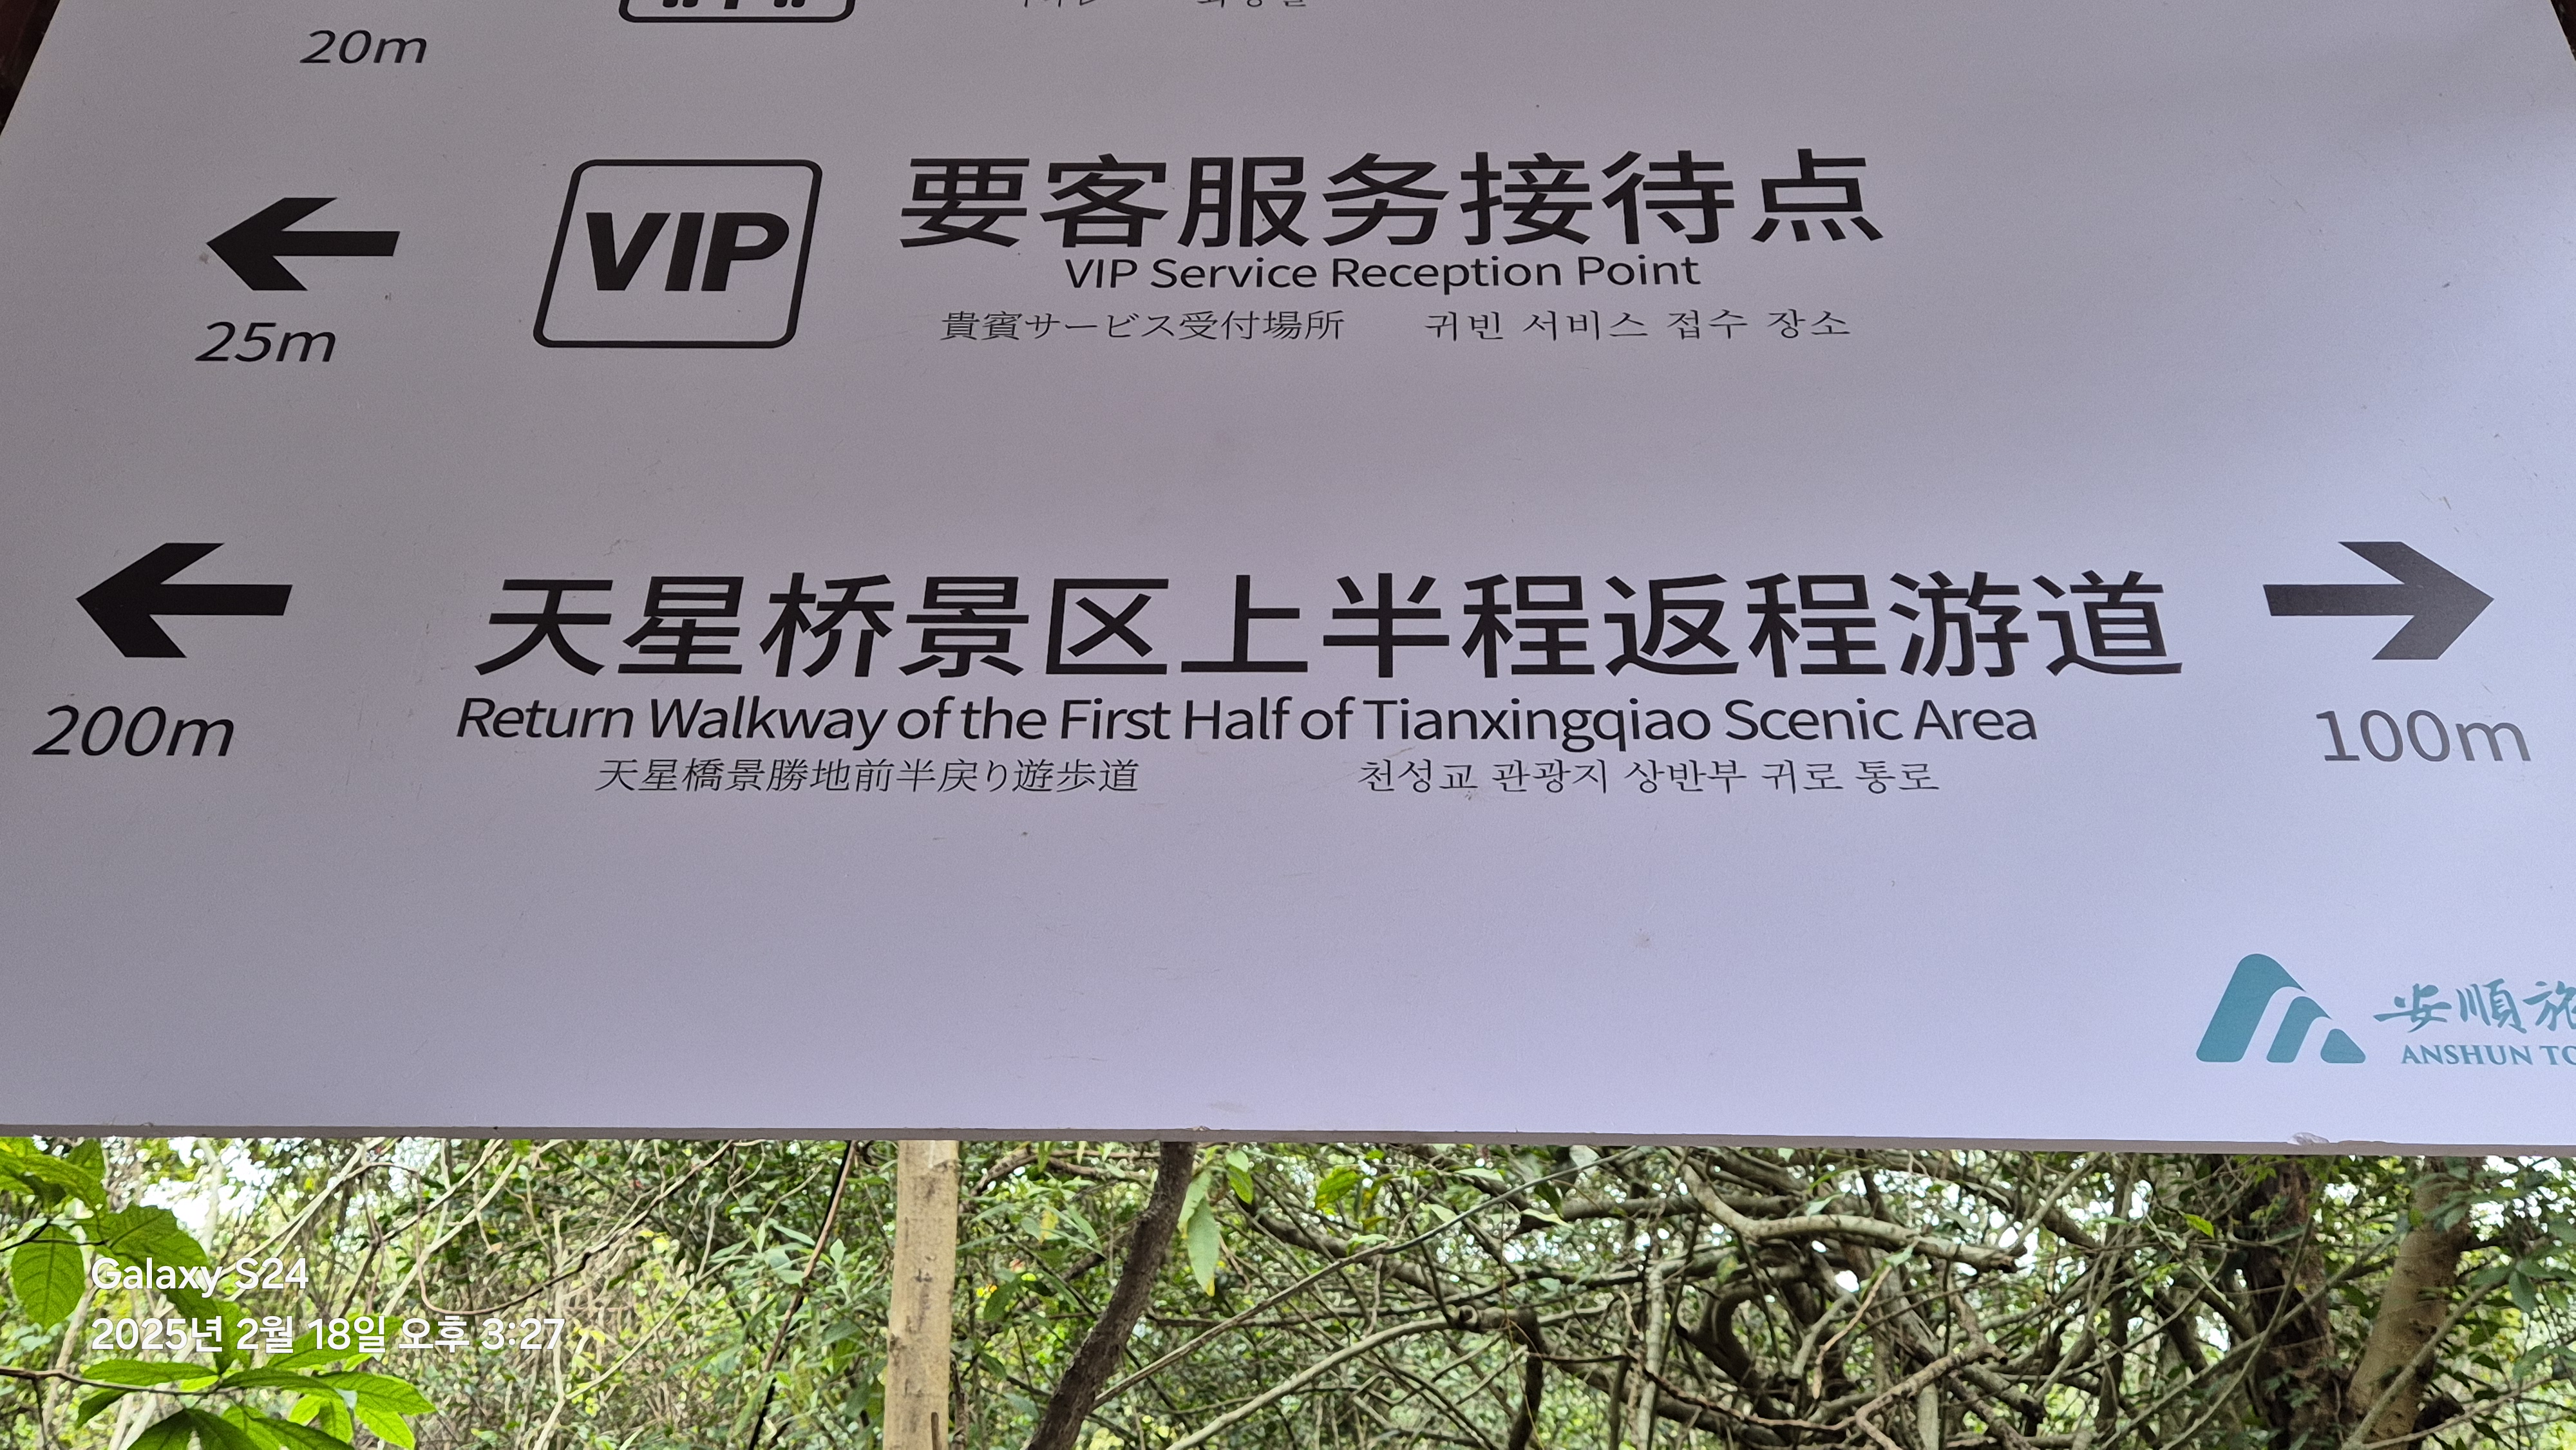 20m
25m
VIP
要客服务接待点
VIP Service Reception Point
貴賓サービス受付場所 귀빈 서비스 접수 장소
200m
天星桥景区上半程返程游道
Return Walkway of the First Half of Tianxingqiao Scenic Area
天星橋景勝地前半戻り遊歩道 천성교 관광지 상반부 귀로 통로
100m
安順旅
ANSHUN TO
Galaxy S24
2025년 2월 18일 오후 3:27